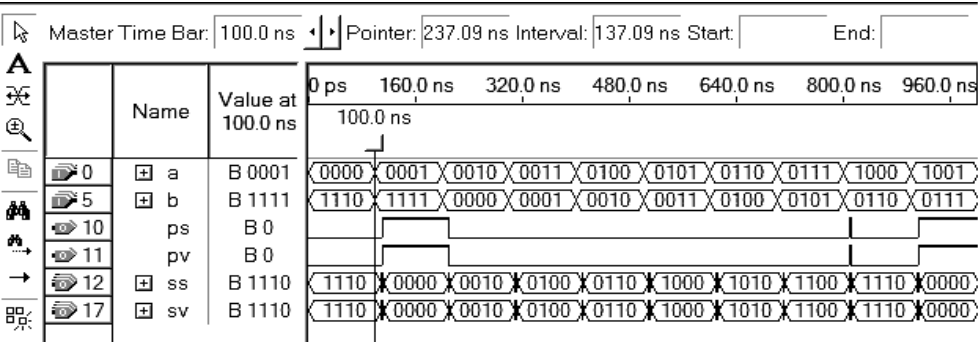 Master Time Bar: 100.0 ns Pointer: 237.09 ns Interval: 137.09 ns Start: End:
A
Name Value at 100.0 ns 0 ps 160.0 ns 320.0 ns 480.0 ns 640.0 ns 800.0 ns 960.0 ns
100.0 ns
0 a B 0001 0000 0001 0010 0011 0100 0101 0110 0111 1000 1001
5 b B 1111 1110 1111 0000 0001 0010 0011 0100 0101 0110 0111
10 ps B 0
11 pv B 0
12 ss B 1110 1110 0000 0010 0100 0110 1000 1010 1100 1110 0000
17 sv B 1110 1110 0000 0010 0100 0110 1000 1010 1100 1110 0000